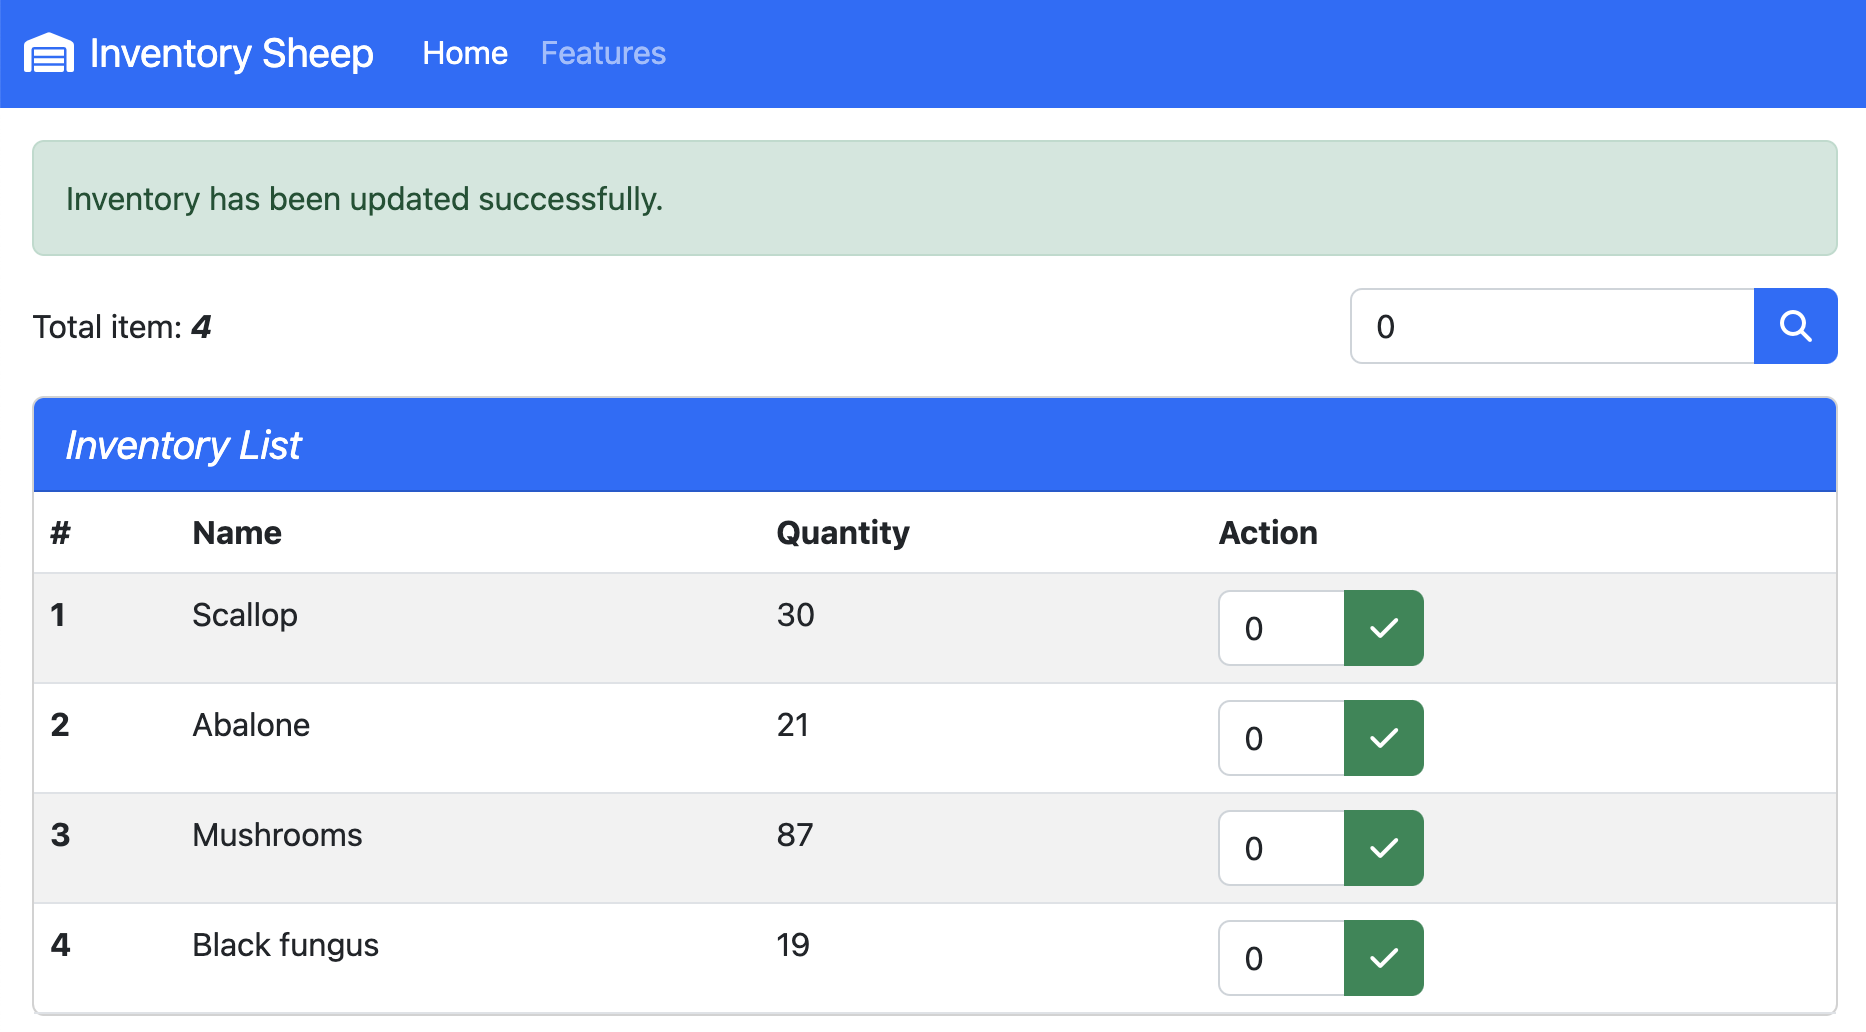 Inventory Sheep Home Features
Inventory has been updated successfully.
Total item: 4 0
Inventory List
# Name Quantity Action
1 Scallop 30 0
2 Abalone 21 0
3 Mushrooms 87 0
4 Black fungus 19 0